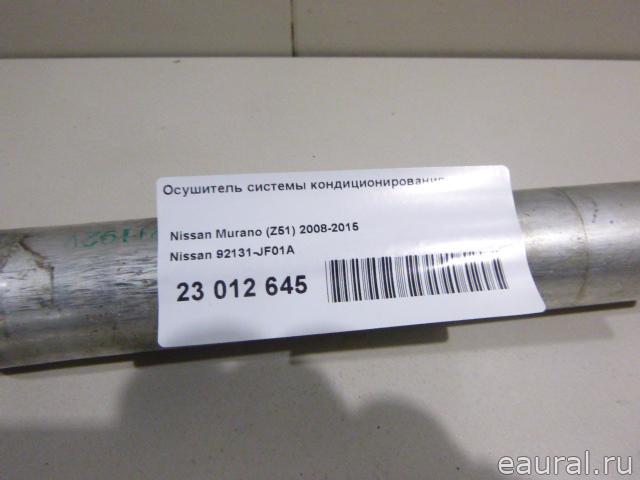 Осушитель системы кондиционирования
Nissan Murano (Z51) 2008-2015
Nissan 92131-JF01A
23 012 645
eaural.ru